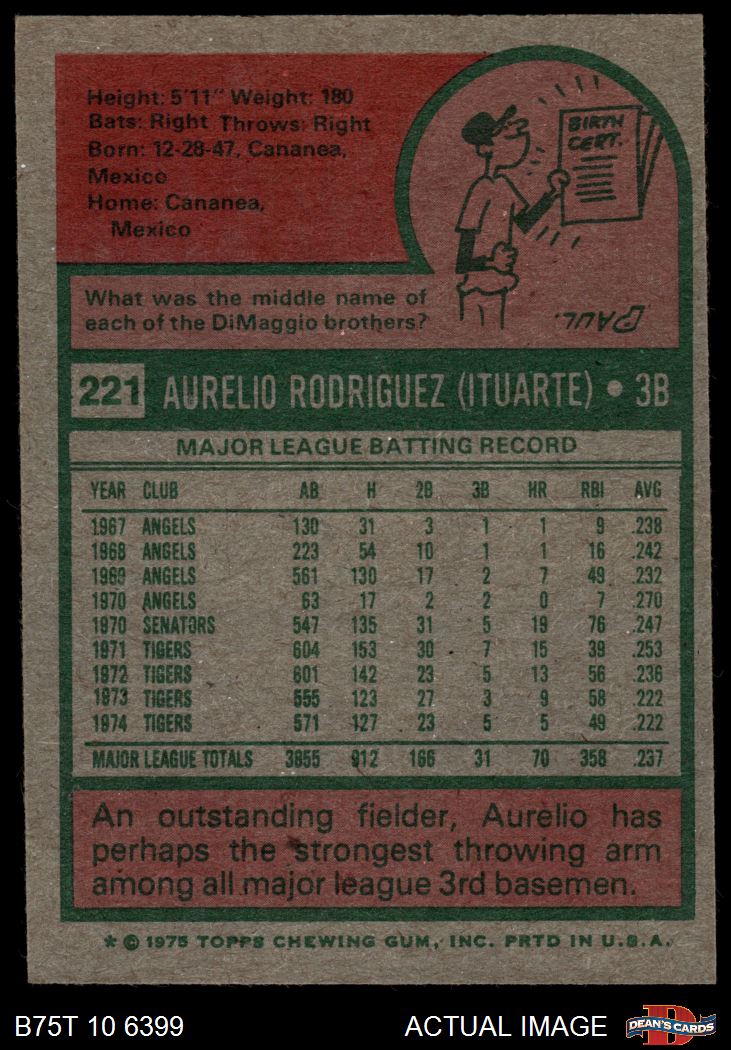 Height: 5'11" Weight: 180
Bats: Right Throws: Right
Born: 12-28-47, Cananea,
Mexico
Home: Cananea,
Mexico
BIRTH
CERT.
What was the middle name of
each of the DiMaggio brothers?
PAUL.
221 AURELIO RODRIGUEZ (ITUARTE) • 3B
MAJOR LEAGUE BATTING RECORD
YEAR CLUB AB H 2B 3B HR RBI AVG
1967 ANGELS 130 31 3 1 1 9 .238
1968 ANGELS 223 54 10 1 1 16 .242
1969 ANGELS 561 130 17 2 7 49 .232
1970 ANGELS 63 17 2 2 0 7 .270
1970 SENATORS 547 135 31 5 19 76 .247
1971 TIGERS 604 153 30 7 15 39 .253
1972 TIGERS 601 142 23 5 13 56 .236
1973 TIGERS 555 123 27 3 9 58 .222
1974 TIGERS 571 127 23 5 5 49 .222
MAJOR LEAGUE TOTALS 3855 912 166 31 70 358 .237
An outstanding fielder, Aurelio has
perhaps the strongest throwing arm
among all major league 3rd basemen.
* © 1975 TOPPS CHEWING GUM, INC. PRTD IN U.S.A.
B75T 10 6399 ACTUAL IMAGE
D
DEAN'S CARDS